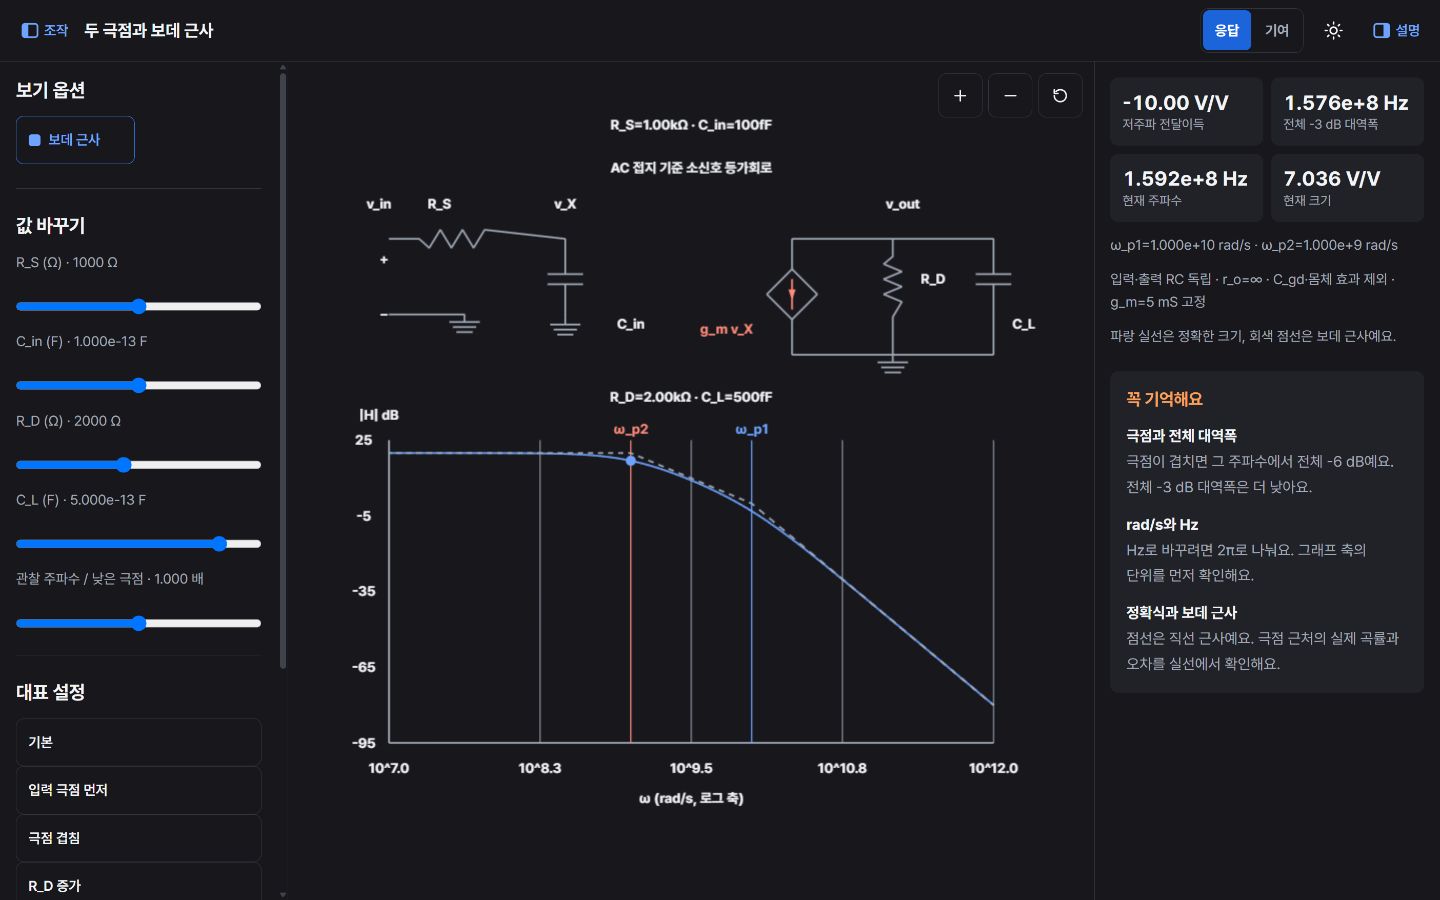 조작
두 극점과 보데 근사
응답
기여
설명
보기 옵션
보데 근사
값 바꾸기
R_S (Ω) · 1000 Ω
C_in (F) · 1.000e-13 F
R_D (Ω) · 2000 Ω
C_L (F) · 5.000e-13 F
관찰 주파수 / 낮은 극점 · 1.000 배
대표 설정
기본
입력 극점 먼저
극점 겹침
R_D 증가
R_S=1.00kΩ · C_in=100fF
AC 접지 기준 소신호 등가회로
v_in
R_S
v_X
v_out
+
−
C_in
g_m v_X
R_D
C_L
R_D=2.00kΩ · C_L=500fF
|H| dB
ω_p2
ω_p1
25
-5
-35
-65
-95
10^7.0
10^8.3
10^9.5
10^10.8
10^12.0
ω (rad/s, 로그 축)
-10.00 V/V
저주파 전달이득
1.576e+8 Hz
전체 -3 dB 대역폭
1.592e+8 Hz
현재 주파수
7.036 V/V
현재 크기
ω_p1=1.000e+10 rad/s · ω_p2=1.000e+9 rad/s
입력·출력 RC 독립 · r_o=∞ · C_gd·몸체 효과 제외 ·
g_m=5 mS 고정
파랑 실선은 정확한 크기, 회색 점선은 보데 근사예요.
꼭 기억해요
극점과 전체 대역폭
극점이 겹치면 그 주파수에서 전체 -6 dB예요.
전체 -3 dB 대역폭은 더 낮아요.
rad/s와 Hz
Hz로 바꾸려면 2π로 나눠요. 그래프 축의
단위를 먼저 확인해요.
정확식과 보데 근사
점선은 직선 근사예요. 극점 근처의 실제 곡률과
오차를 실선에서 확인해요.